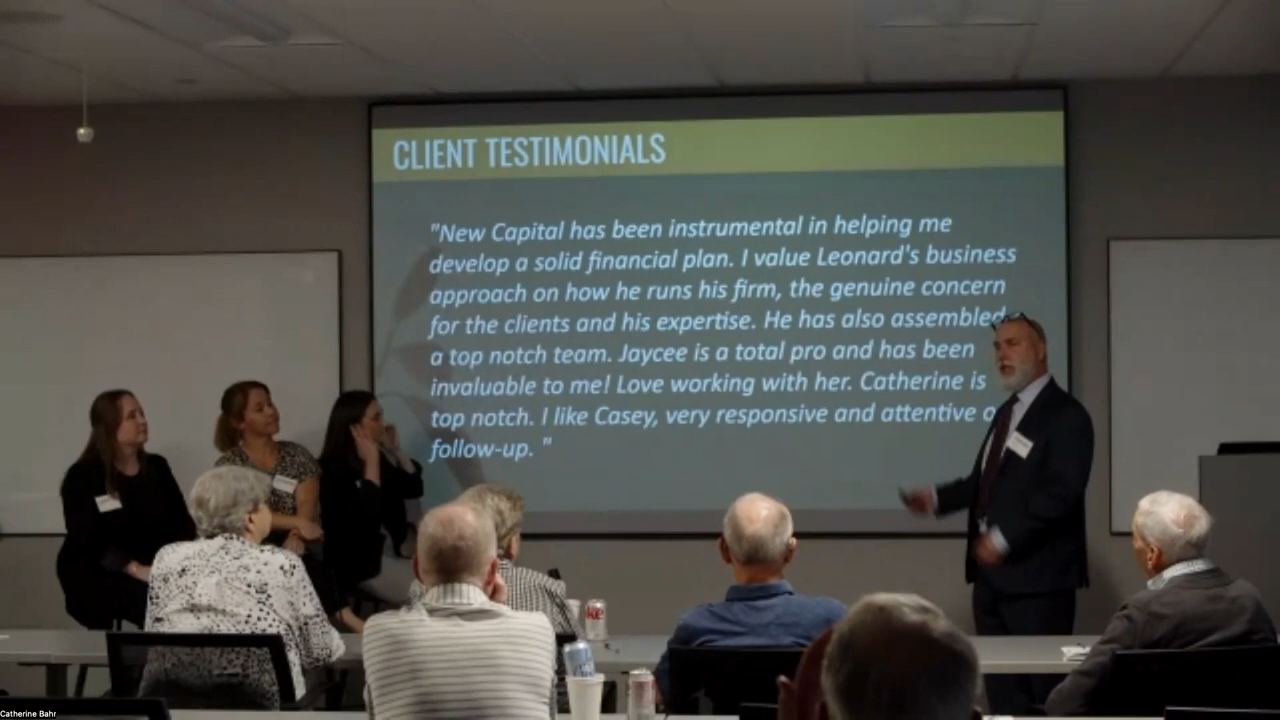 CLIENT TESTIMONIALS
"New Capital has been instrumental in helping me
develop a solid financial plan. I value Leonard's business
approach on how he runs his firm, the genuine concern
for the clients and his expertise. He has also assembled
a top notch team. Jaycee is a total pro and has been
invaluable to me! Love working with her. Catherine is
top notch. I like Casey, very responsive and attentive
follow-up. "
Catherine Bahr